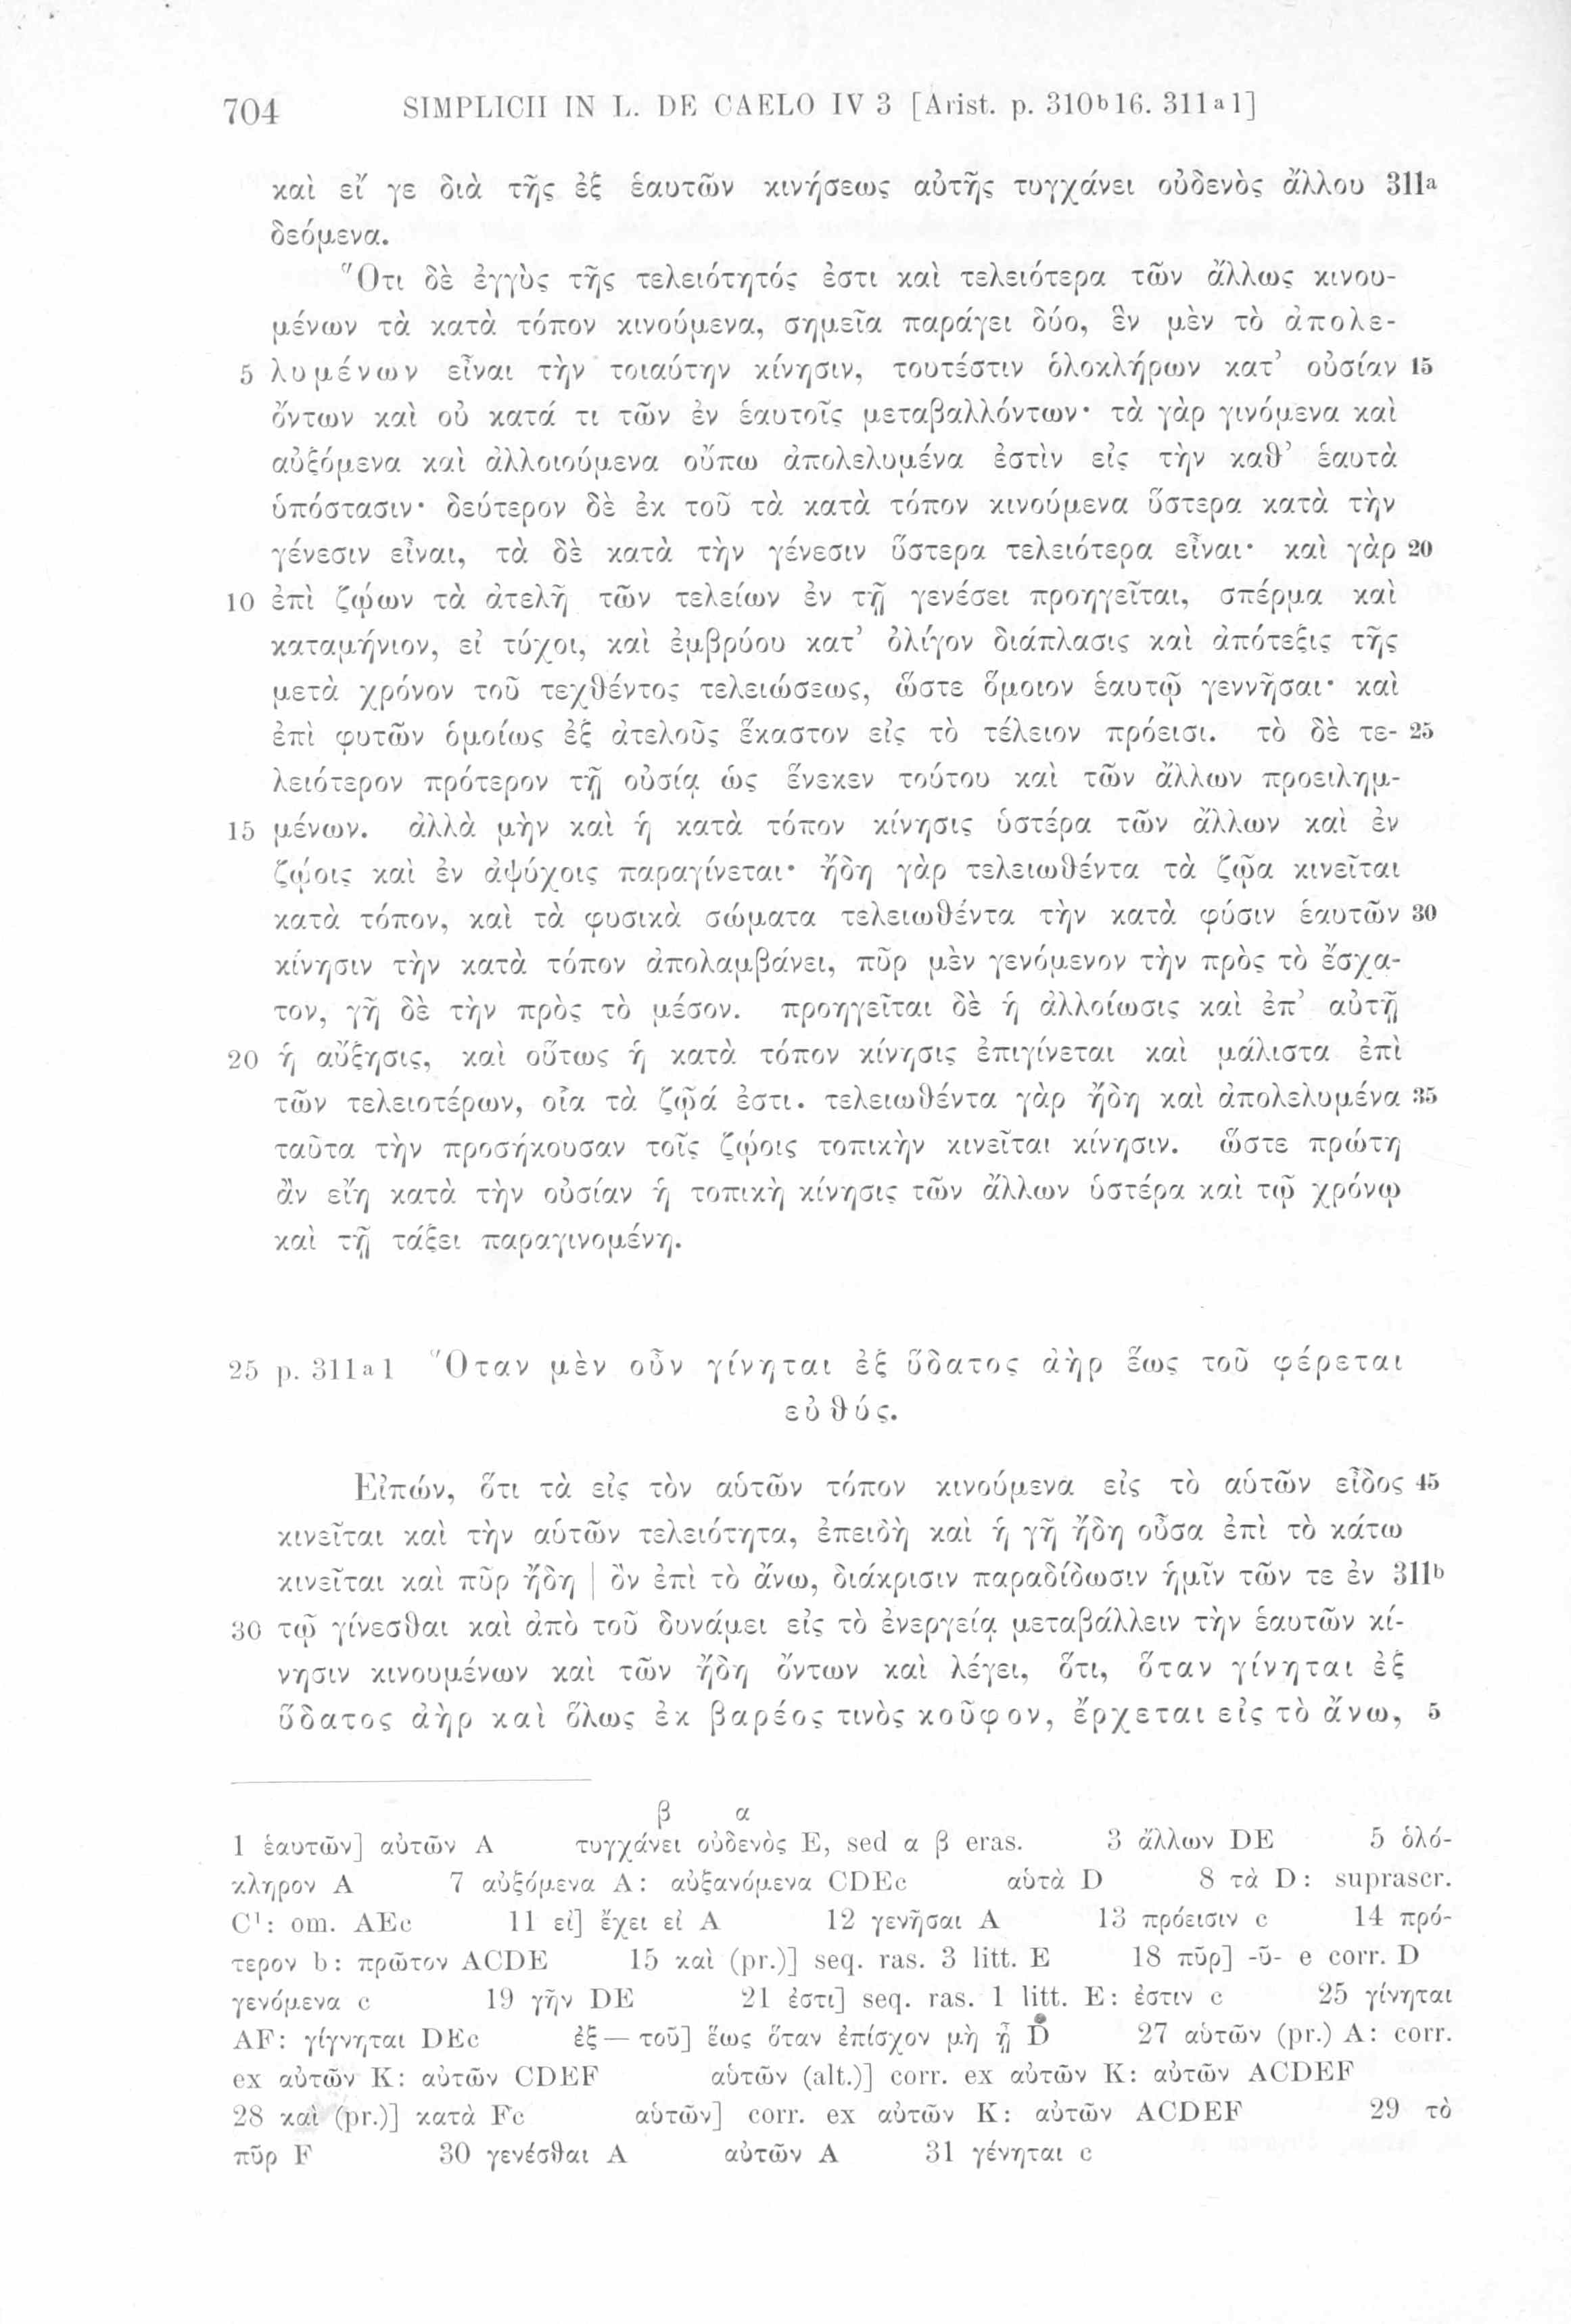 704 SIMPLICII IN L. DE CAELO IV 3 [Arist. p. 310b16. 311a1]
καὶ εἴ γε διὰ τῆς ἐξ ἑαυτῶν κινήσεως αὐτῆς τυγχάνει οὐδενὸς ἄλλου 311a
δεόμενα.
Ὅτι δὲ ἐγγὺς τῆς τελειότητός ἐστι καὶ τελειότερα τῶν ἄλλως κινου-
μένων τὰ κατὰ τόπον κινούμενα, σημεῖα παράγει δύο, ἓν μὲν τὸ ἀπολε-
5 λυμένων εἶναι τὴν τοιαύτην κίνησιν, τουτέστιν ὁλοκλήρων κατ’ οὐσίαν 15
ὄντων καὶ οὐ κατά τι τῶν ἐν ἑαυτοῖς μεταβαλλόντων· τὰ γὰρ γινόμενα καὶ
αὐξόμενα καὶ ἀλλοιούμενα οὔπω ἀπολελυμένα ἐστὶν εἰς τὴν καθ’ ἑαυτὰ
ὑπόστασιν· δεύτερον δὲ ἐκ τοῦ τὰ κατὰ τόπον κινούμενα ὕστερα κατὰ τὴν
γένεσιν εἶναι, τὰ δὲ κατὰ τὴν γένεσιν ὕστερα τελειότερα εἶναι· καὶ γὰρ 20
10 ἐπὶ ζῴων τὰ ἀτελῆ τῶν τελείων ἐν τῇ γενέσει προηγεῖται, σπέρμα καὶ
καταμήνιον, εἰ τύχοι, καὶ ἐμβρύου κατ’ ὀλίγον διάπλασις καὶ ἀπότεξις τῆς
μετὰ χρόνον τοῦ τεχθέντος τελειώσεως, ὥστε ὅμοιον ἑαυτῷ γεννῆσαι· καὶ
ἐπὶ φυτῶν ὁμοίως ἐξ ἀτελοῦς ἕκαστον εἰς τὸ τέλειον πρόεισι. τὸ δὲ τε- 25
λειότερον πρότερον τῇ οὐσίᾳ ὡς ἕνεκεν τούτου καὶ τῶν ἄλλων προειλημ-
15 μένων. ἀλλὰ μὴν καὶ ἡ κατὰ τόπον κίνησις ὑστέρα τῶν ἄλλων καὶ ἐν
ζῴοις καὶ ἐν ἀψύχοις παραγίνεται· ἤδη γὰρ τελειωθέντα τὰ ζῷα κινεῖται
κατὰ τόπον, καὶ τὰ φυσικὰ σώματα τελειωθέντα τὴν κατὰ φύσιν ἑαυτῶν 30
κίνησιν τὴν κατὰ τόπον ἀπολαμβάνει, πῦρ μὲν γενόμενον τὴν πρὸς τὸ ἔσχα-
τον, γῆ δὲ τὴν πρὸς τὸ μέσον. προηγεῖται δὲ ἡ ἀλλοίωσις καὶ ἐπ’ αὐτῇ
20 ἡ αὔξησις, καὶ οὕτως ἡ κατὰ τόπον κίνησις ἐπιγίνεται καὶ μάλιστα ἐπὶ
τῶν τελειοτέρων, οἷα τὰ ζῷά ἐστι. τελειωθέντα γὰρ ἤδη καὶ ἀπολελυμένα 35
ταῦτα τὴν προσήκουσαν τοῖς ζῴοις τοπικὴν κινεῖται κίνησιν. ὥστε πρώτη
ἂν εἴη κατὰ τὴν οὐσίαν ἡ τοπικὴ κίνησις τῶν ἄλλων ὑστέρα καὶ τῷ χρόνῳ
καὶ τῇ τάξει παραγινομένη.
25 p. 311a1 Ὅταν μὲν οὖν γίνηται ἐξ ὕδατος ἀὴρ ἕως τοῦ φέρεται
εὐθύς.
Εἰπών, ὅτι τὰ εἰς τὸν αὑτῶν τόπον κινούμενα εἰς τὸ αὑτῶν εἶδος 45
κινεῖται καὶ τὴν αὑτῶν τελειότητα, ἐπειδὴ καὶ ἡ γῆ ἤδη οὖσα ἐπὶ τὸ κάτω
κινεῖται καὶ πῦρ ἤδη | ὂν ἐπὶ τὸ ἄνω, διάκρισιν παραδίδωσιν ἡμῖν τῶν τε ἐν 311b
30 τῷ γίνεσθαι καὶ ἀπὸ τοῦ δυνάμει εἰς τὸ ἐνεργείᾳ μεταβάλλειν τὴν ἑαυτῶν κί-
νησιν κινουμένων καὶ τῶν ἤδη ὄντων καὶ λέγει, ὅτι, ὅταν γίνηται ἐξ
ὕδατος ἀὴρ καὶ ὅλως ἐκ βαρέος τινὸς κοῦφον, ἔρχεται εἰς τὸ ἄνω, 5
β α
1 ἑαυτῶν] αὐτῶν A τυγχάνει οὐδενὸς E, sed α β eras. 3 ἄλλων DE 5 ὁλό-
κληρον A 7 αὐξόμενα A: αὐξανόμενα CDEc αὑτὰ D 8 τὰ D: suprascr.
C¹: om. AEc 11 εἰ] ἔχει εἰ A 12 γενῆσαι A 13 πρόεισιν c 14 πρό-
τερον b: πρῶτον ACDE 15 καὶ (pr.)] seq. ras. 3 litt. E 18 πῦρ] -ῦ- e corr. D
γενόμενα c 19 γῆν DE 21 ἐστι] seq. ras. 1 litt. E: ἐστιν c 25 γίνηται
AF: γίγνηται DEc ἐξ — τοῦ] ἕως ὅταν ἐπίσχον μὴ ᾖ D 27 αὑτῶν (pr.) A: corr.
ex αὐτῶν K: αὐτῶν CDEF αὑτῶν (alt.)] corr. ex αὐτῶν K: αὐτῶν ACDEF
28 καὶ (pr.)] κατὰ Fc αὑτῶν] corr. ex αὐτῶν K: αὐτῶν ACDEF 29 τὸ
πῦρ F 30 γενέσθαι A αὐτῶν A 31 γένηται c